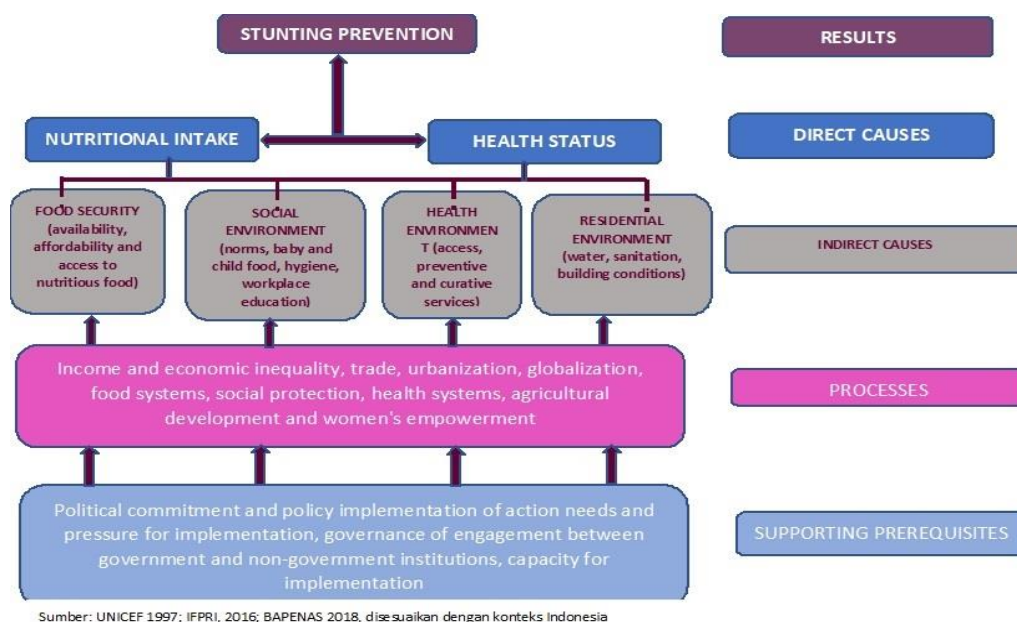 STUNTING PREVENTION
RESULTS
NUTRITIONAL INTAKE
HEALTH STATUS
DIRECT CAUSES
FOOD SECURITY
(availability,
affordability and
access to
nutritious food)
SOCIAL
ENVIRONMENT
(norms, baby and
child food, hygiene,
workplace
education)
HEALTH
ENVIRONMEN
T (access,
preventive
and curative
services)
RESIDENTIAL
ENVIRONMENT
(water, sanitation,
building conditions)
INDIRECT CAUSES
Income and economic inequality, trade, urbanization, globalization,
food systems, social protection, health systems, agricultural
development and women's empowerment
PROCESSES
Political commitment and policy implementation of action needs and
pressure for implementation, governance of engagement between
government and non-government institutions, capacity for
implementation
SUPPORTING PREREQUISITES
Sumber: UNICEF 1997; IFPRI, 2016; BAPENAS 2018, disesuaikan dengan konteks Indonesia